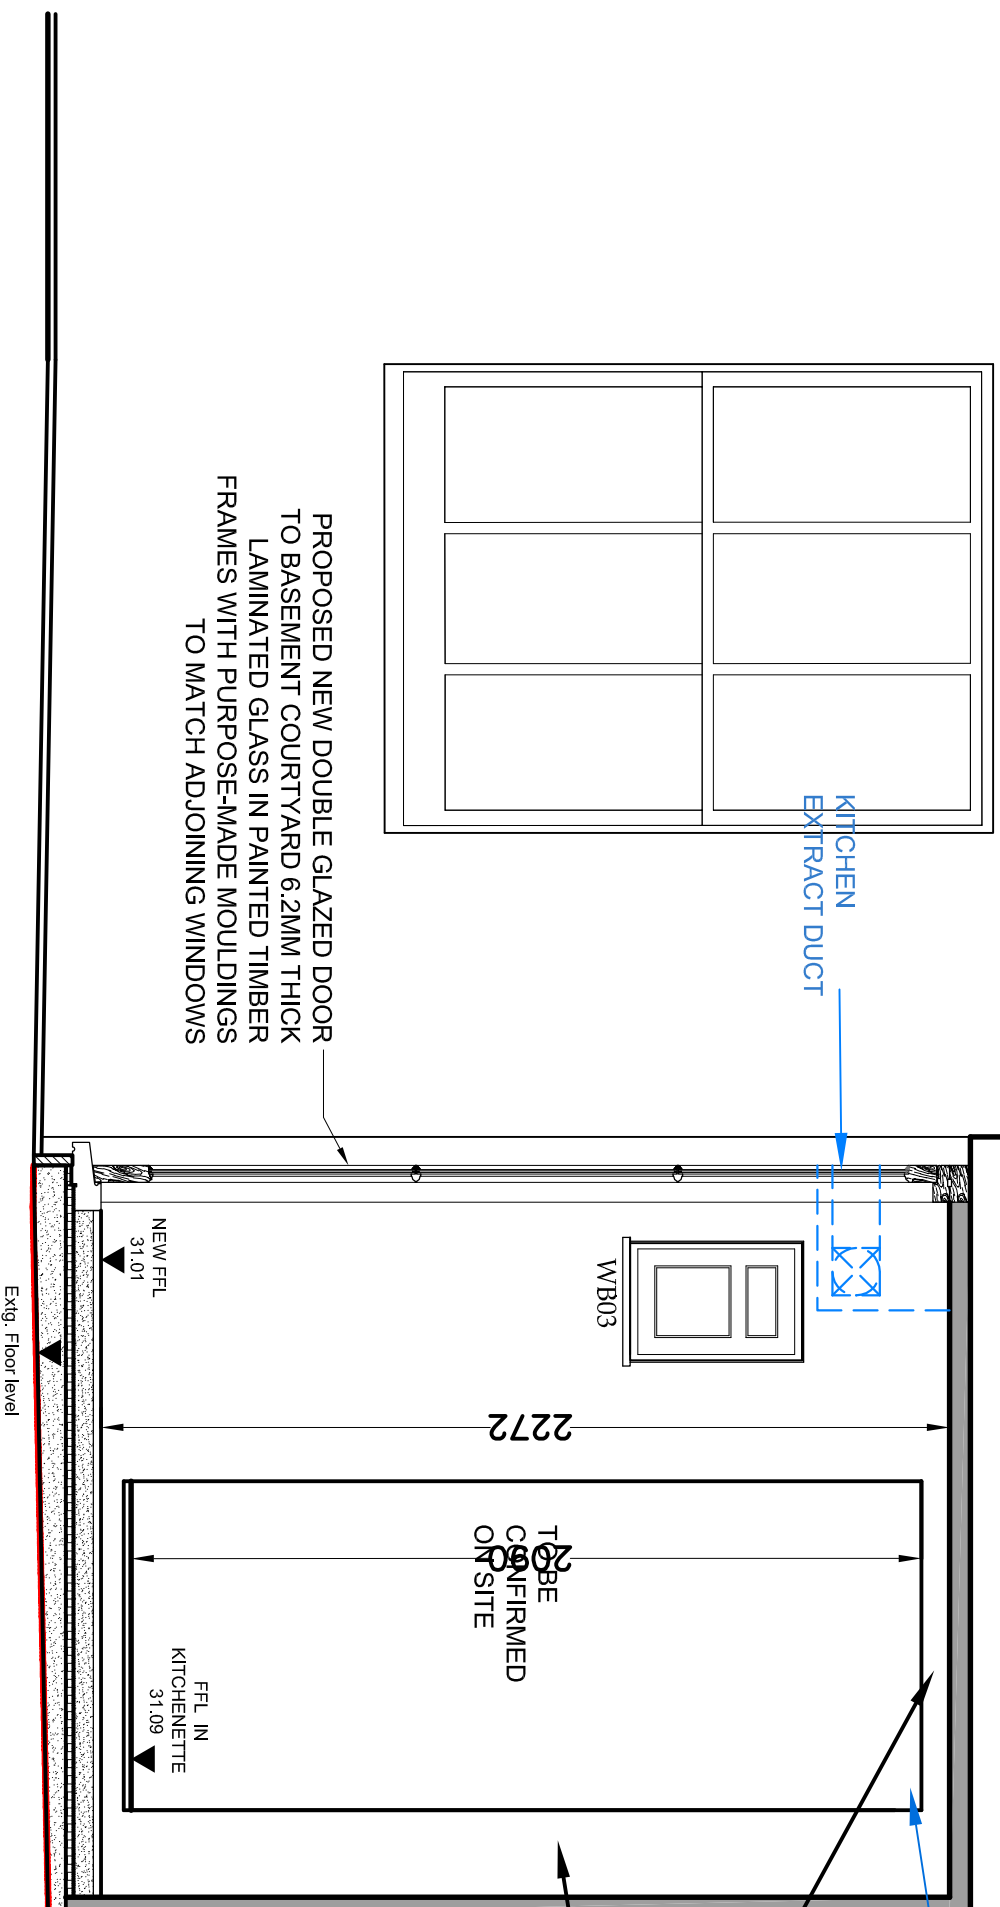 KITCHEN
EXTRACT DUCT
PROPOSED NEW DOUBLE GLAZED DOOR
TO BASEMENT COURTYARD 6.2MM THICK
LAMINATED GLASS IN PAINTED TIMBER
FRAMES WITH PURPOSE-MADE MOULDINGS
TO MATCH ADJOINING WINDOWS
WB03
NEW FFL
31.01
2272
TO BE
CONFIRMED
ON SITE
2090
FFL IN
KITCHENETTE
31.09
Extg. Floor level